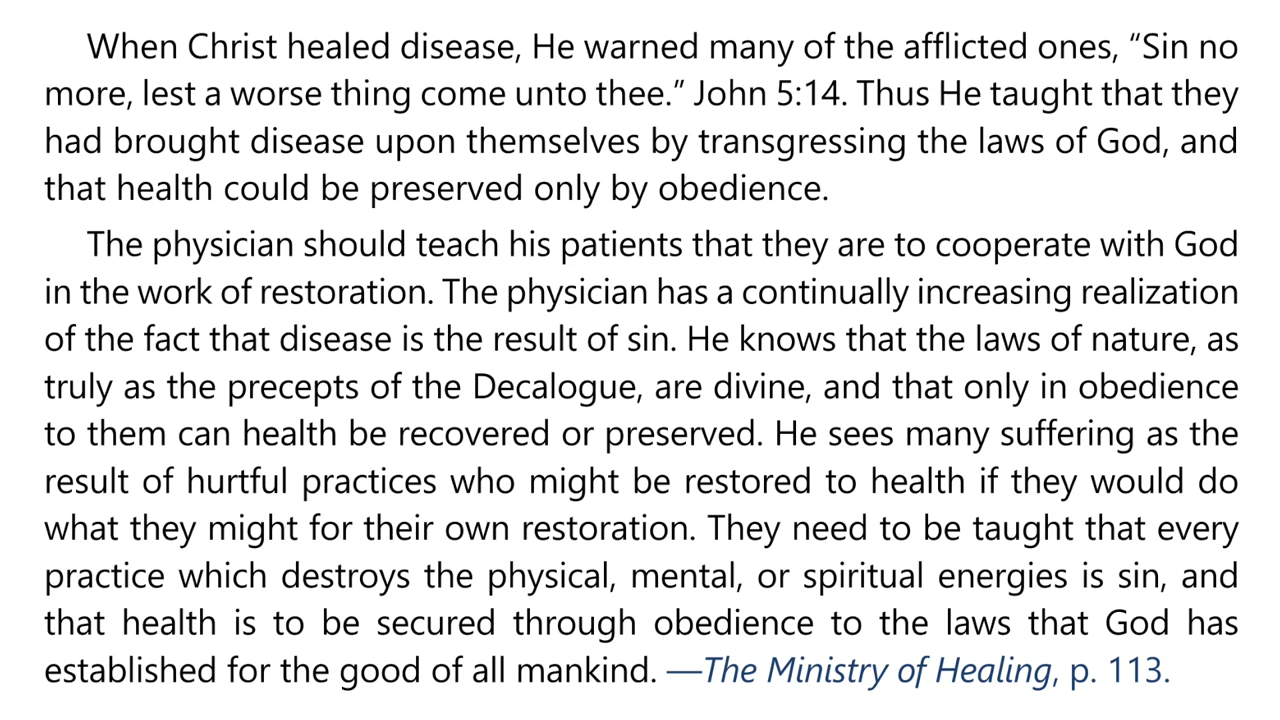 When Christ healed disease, He warned many of the afflicted ones, “Sin no
more, lest a worse thing come unto thee.” John 5:14. Thus He taught that they
had brought disease upon themselves by transgressing the laws of God, and
that health could be preserved only by obedience.
The physician should teach his patients that they are to cooperate with God
in the work of restoration. The physician has a continually increasing realization
of the fact that disease is the result of sin. He knows that the laws of nature, as
truly as the precepts of the Decalogue, are divine, and that only in obedience
to them can health be recovered or preserved. He sees many suffering as the
result of hurtful practices who might be restored to health if they would do
what they might for their own restoration. They need to be taught that every
practice which destroys the physical, mental, or spiritual energies is sin, and
that health is to be secured through obedience to the laws that God has
established for the good of all mankind. —The Ministry of Healing, p. 113.